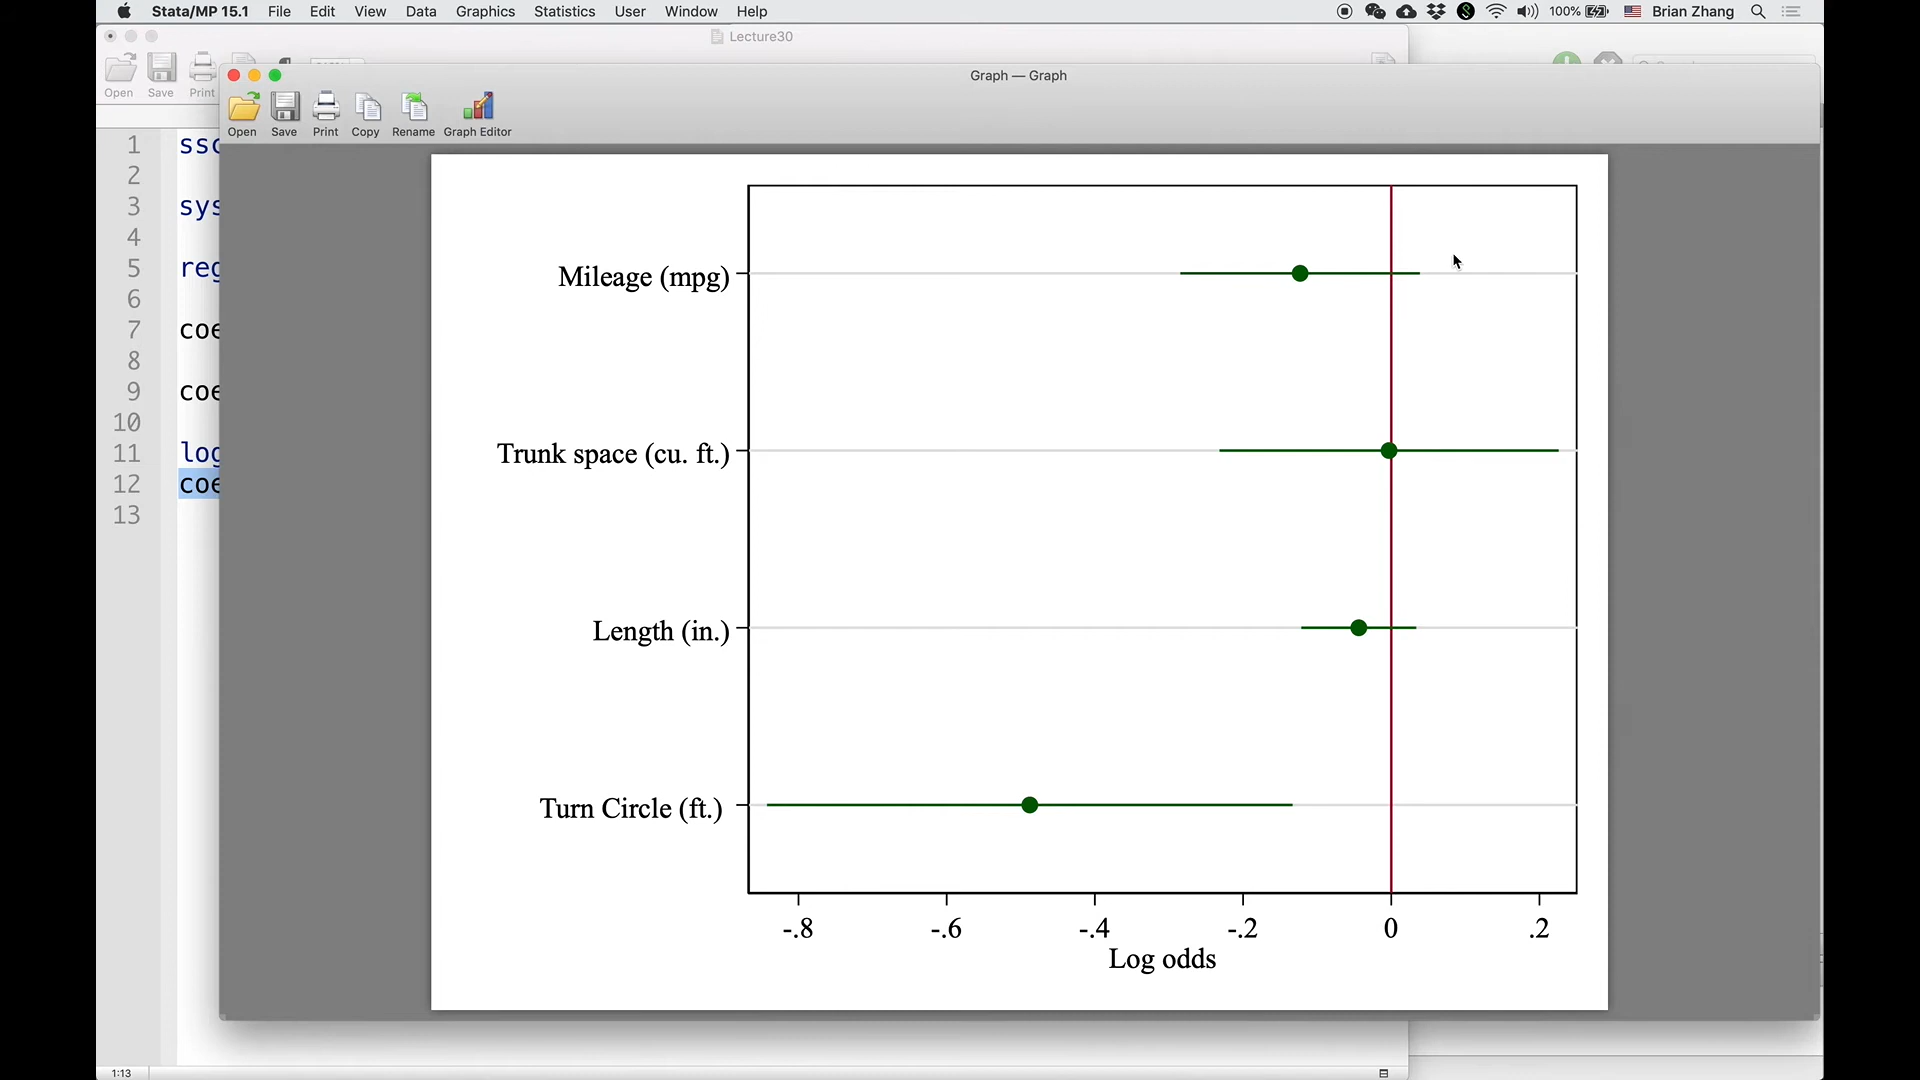 Stata/MP 15.1 File Edit View Data Graphics Statistics User Window Help 100% Brian Zhang
Lecture30
Open Save Print
Graph — Graph
Open Save Print Copy Rename Graph Editor
1 ssc
2
3 sys
4
5 reg
6
7 coe
8
9 coe
10
11 log
12 coe
13
Mileage (mpg)
Trunk space (cu. ft.)
Length (in.)
Turn Circle (ft.)
-.8 -.6 -.4 -.2 0 .2
Log odds
1:13